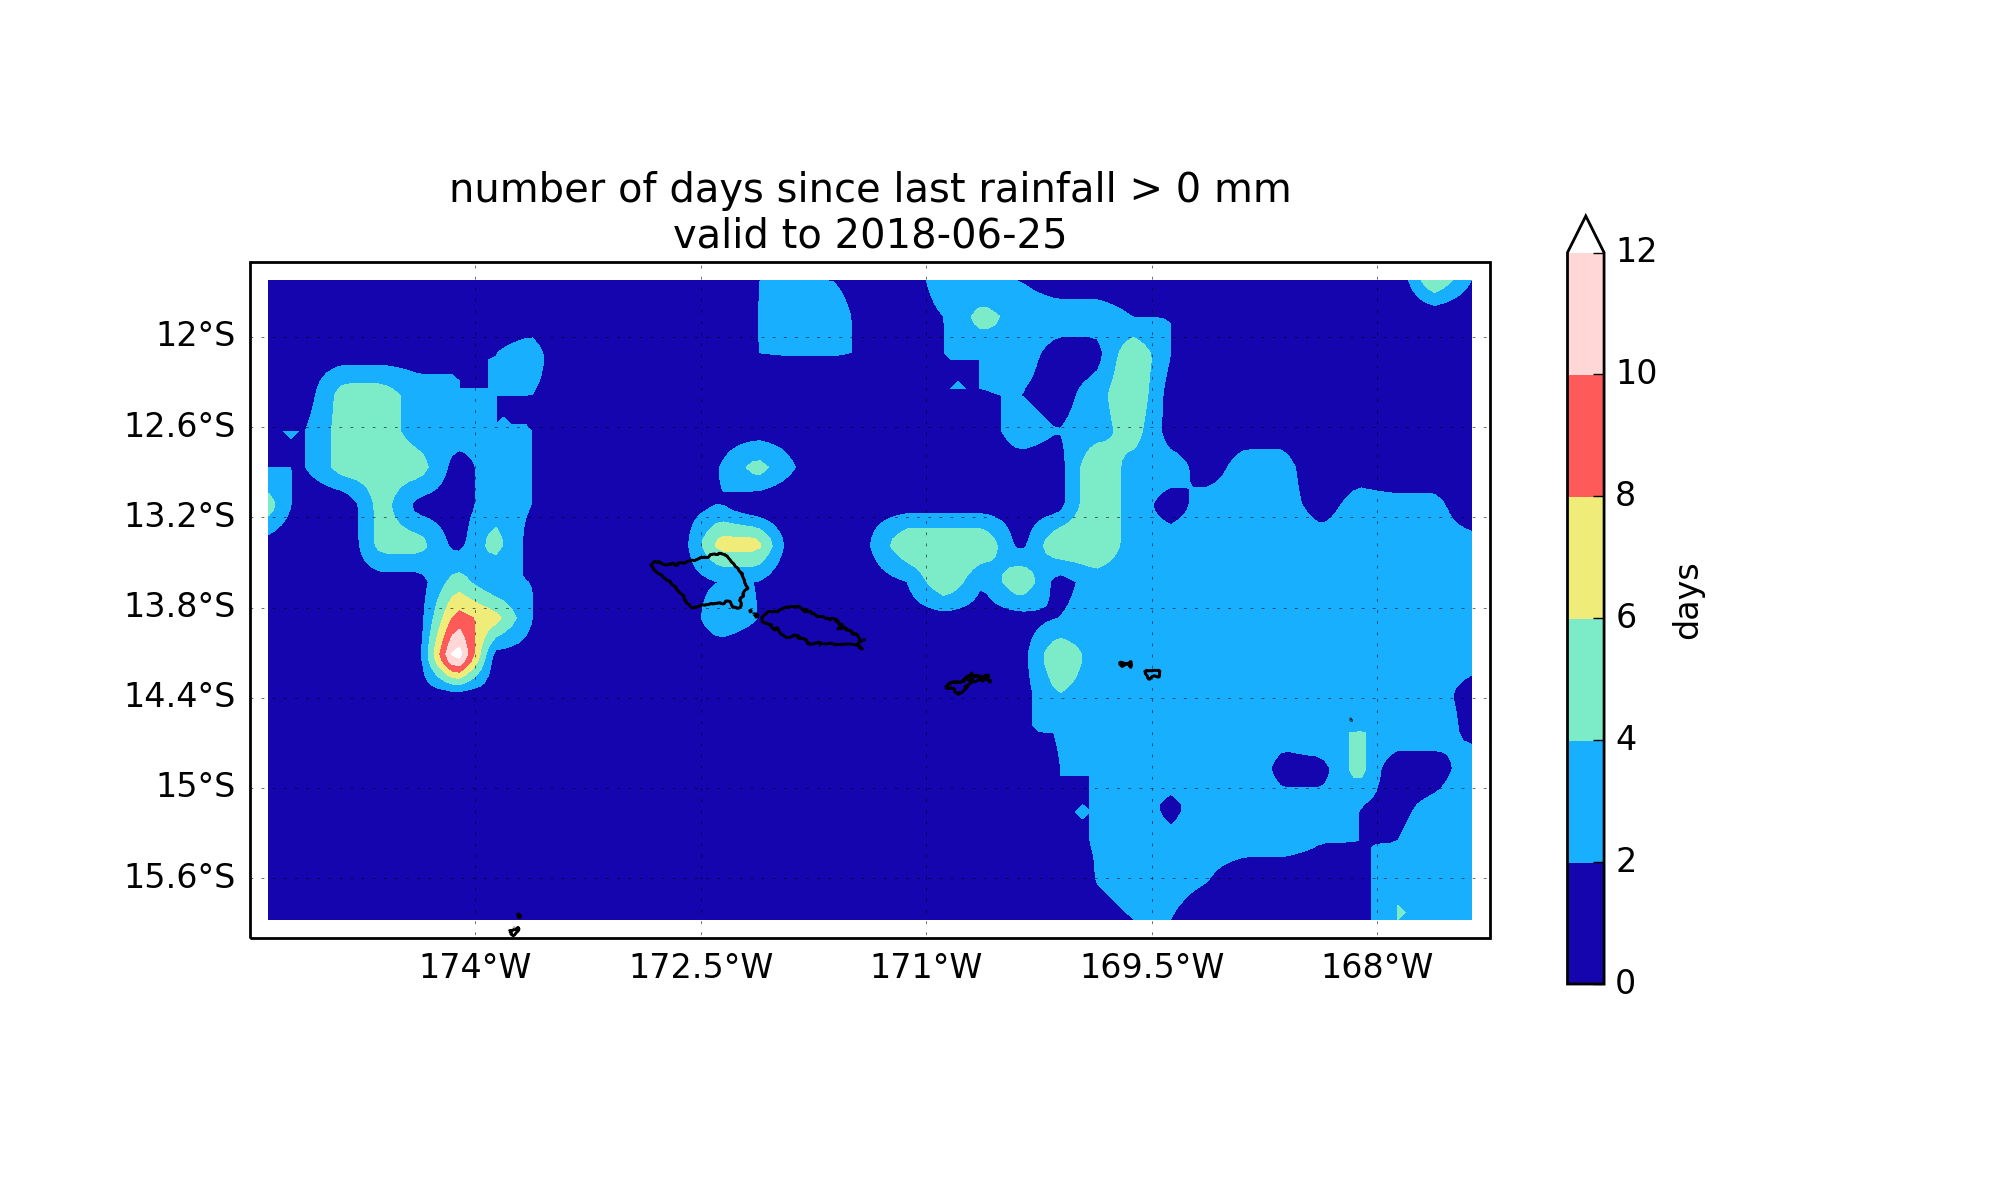 number of days since last rainfall > 0 mm
valid to 2018-06-25
12°S
12.6°S
13.2°S
13.8°S
14.4°S
15°S
15.6°S
174°W
172.5°W
171°W
169.5°W
168°W
12
10
8
6
4
2
0
days